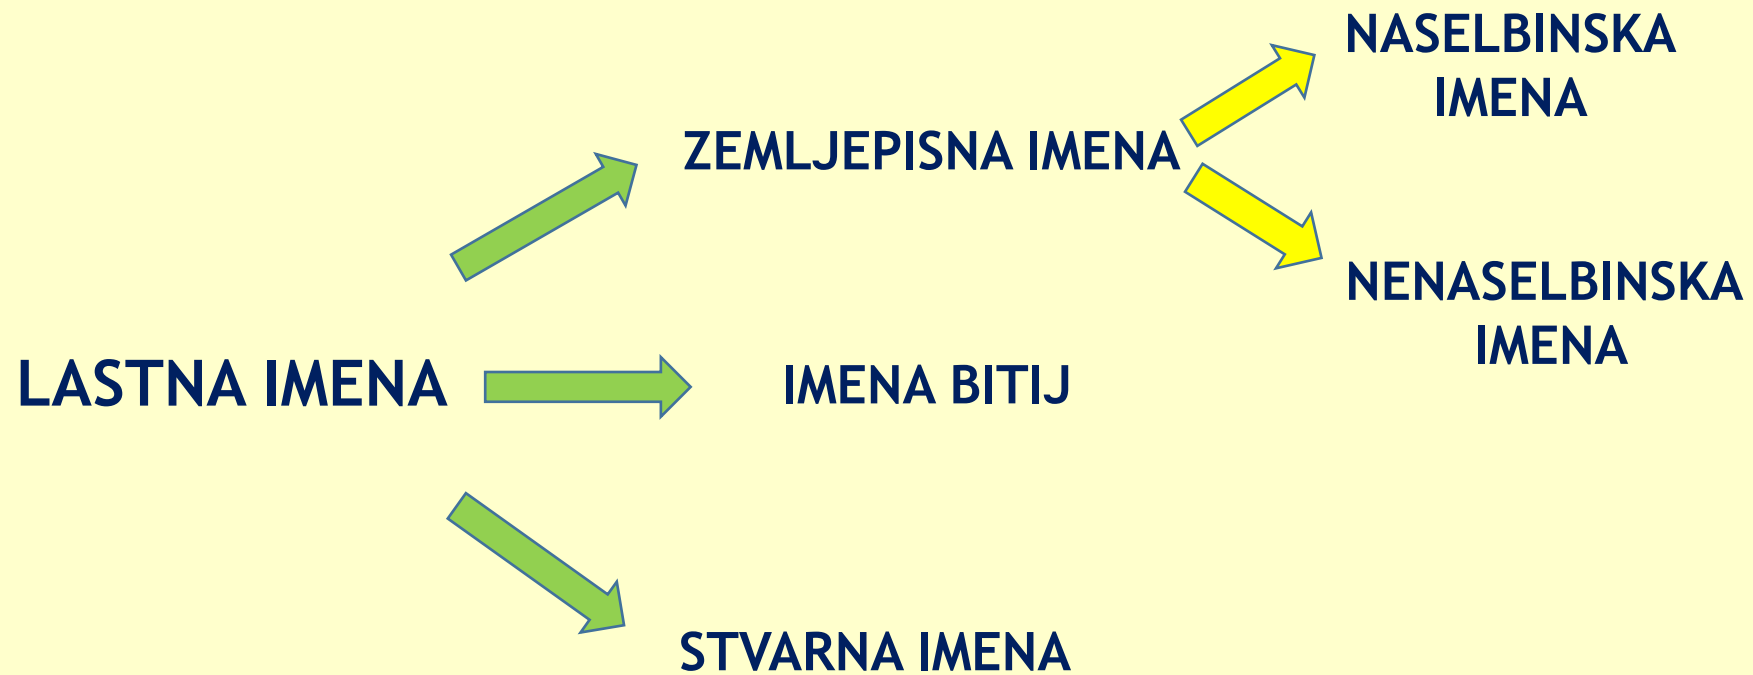 NASELBINSKA
IMENA
ZEMLJEPISNA IMENA
NENASELBINSKA
IMENA
LASTNA IMENA
IMENA BITIJ
STVARNA IMENA